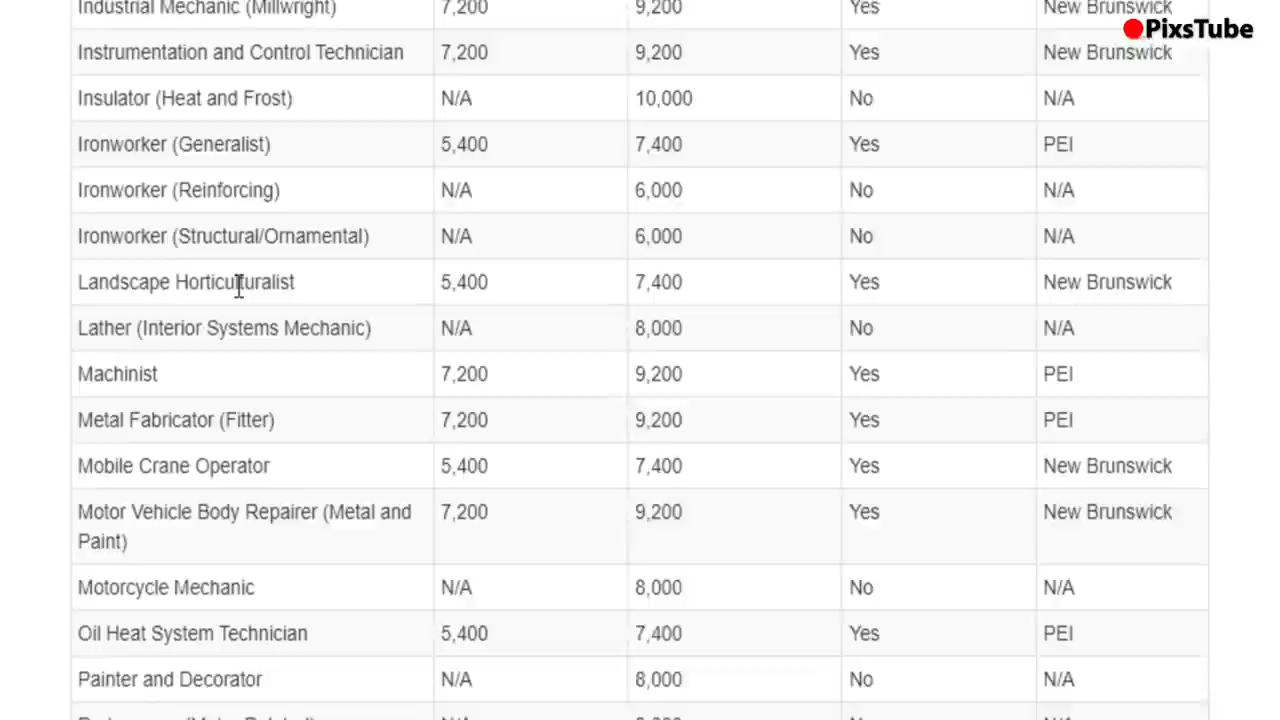 Industrial Mechanic (Millwright) 7,200 9,200 Yes New Brunswick
PixsTube
Instrumentation and Control Technician 7,200 9,200 Yes New Brunswick
Insulator (Heat and Frost) N/A 10,000 No N/A
Ironworker (Generalist) 5,400 7,400 Yes PEI
Ironworker (Reinforcing) N/A 6,000 No N/A
Ironworker (Structural/Ornamental) N/A 6,000 No N/A
Landscape Horticulturalist 5,400 7,400 Yes New Brunswick
Lather (Interior Systems Mechanic) N/A 8,000 No N/A
Machinist 7,200 9,200 Yes PEI
Metal Fabricator (Fitter) 7,200 9,200 Yes PEI
Mobile Crane Operator 5,400 7,400 Yes New Brunswick
Motor Vehicle Body Repairer (Metal and 7,200 9,200 Yes New Brunswick
Paint)
Motorcycle Mechanic N/A 8,000 No N/A
Oil Heat System Technician 5,400 7,400 Yes PEI
Painter and Decorator N/A 8,000 No N/A